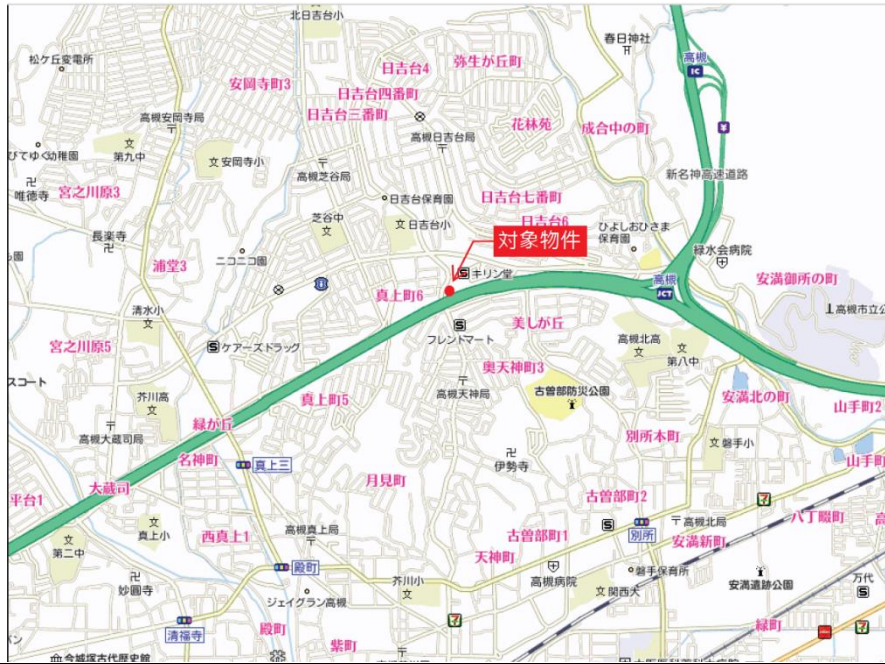 北日吉台小
春日神社
松ケ丘変電所
日吉台4
弥生が丘町
高槻
IC
安岡寺町3
日吉台四番町
日吉台三番町
高槻安岡寺局
花林苑
成合中の町
高槻日吉台局
びてゆく幼稚園
第九中
安岡寺小
高槻芝谷局
新名神高速道路
唯徳寺
宮之川原3
日吉台保育園
日吉台七番町
芝谷中
日吉台小
日吉台6
ひよしおひさま
保育園
長楽寺
対象物件
緑水会病院
浦堂3
ニコニコ園
キリン堂
高槻
JCT
安満御所の町
真上町6
清水小
美しが丘
高槻市立公
フレンドマート
高槻北高
宮之川原5
ケアーズドラッグ
奥天神町3
第八中
スコート
高槻天神局
古曽部防災公園
芥川高
真上町5
安満北の町
山手町2
緑が丘
高槻大蔵司局
別所本町
磐手小
名神町
真上三
伊勢寺
山手町
大蔵司
月見町
平台1
古曽部町2
高槻真上局
八丁畷町
真上小
西真上1
古曽部町1
高槻北局
第二中
別所
安満新町
天神町
殿町
芥川小
高槻病院
磐手保育所
妙圓寺
関西大
安満遺跡公園
万代
ジェイグラン高槻
清福寺
殿町
緑町
紫町
今城塚古代歴史館